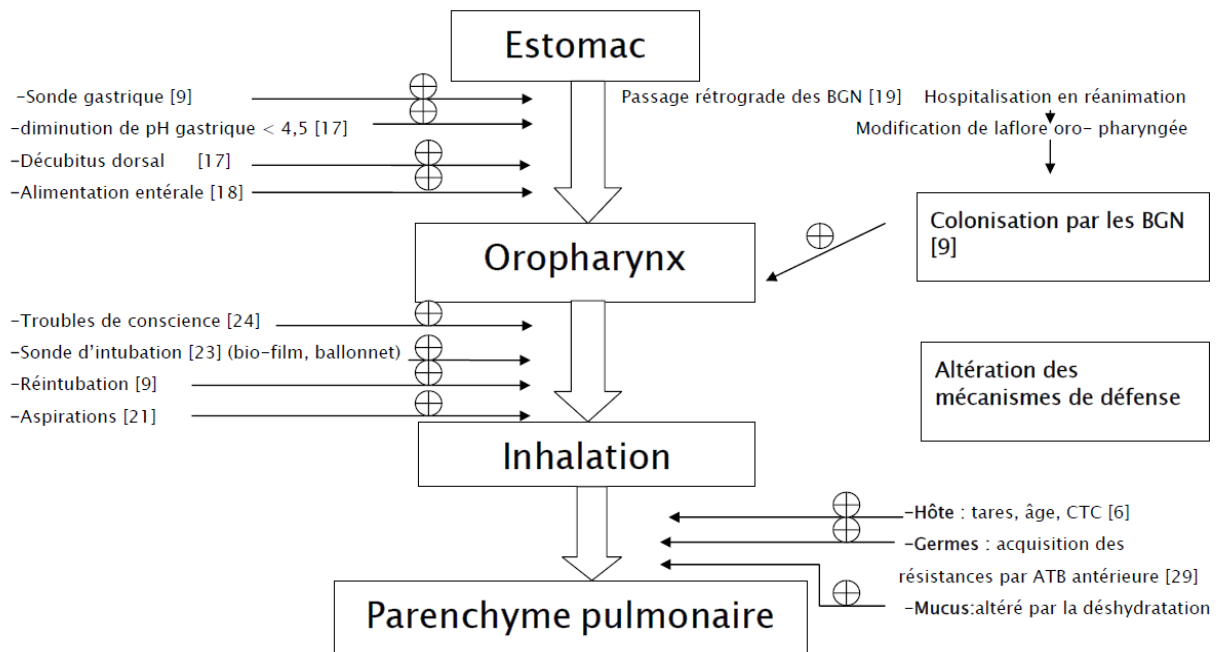 Estomac
-Sonde gastrique [9]
Passage rétrograde des BGN [19]
Hospitalisation en réanimation
-diminution de pH gastrique < 4,5 [17]
Modification de laflore oro- pharyngée
-Décubitus dorsal [17]
-Alimentation entérale [18]
Colonisation par les BGN
[9]
Oropharynx
-Troubles de conscience [24]
-Sonde d'intubation [23] (bio-film, ballonnet)
-Réintubation [9]
-Aspirations [21]
Altération des
mécanismes de défense
Inhalation
-Hôte : tares, âge, CTC [6]
-Germes : acquisition des
résistances par ATB antérieure [29]
-Mucus:altéré par la déshydratation
Parenchyme pulmonaire